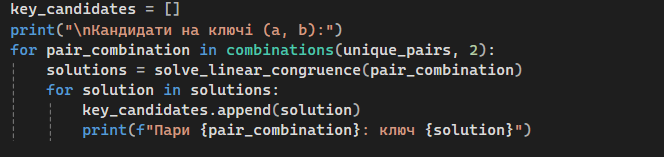 key_candidates = []
print("\nКандидати на ключі (a, b):")
for pair_combination in combinations(unique_pairs, 2):
    solutions = solve_linear_congruence(pair_combination)
    for solution in solutions:
        key_candidates.append(solution)
        print(f"Пари {pair_combination}: ключ {solution}")